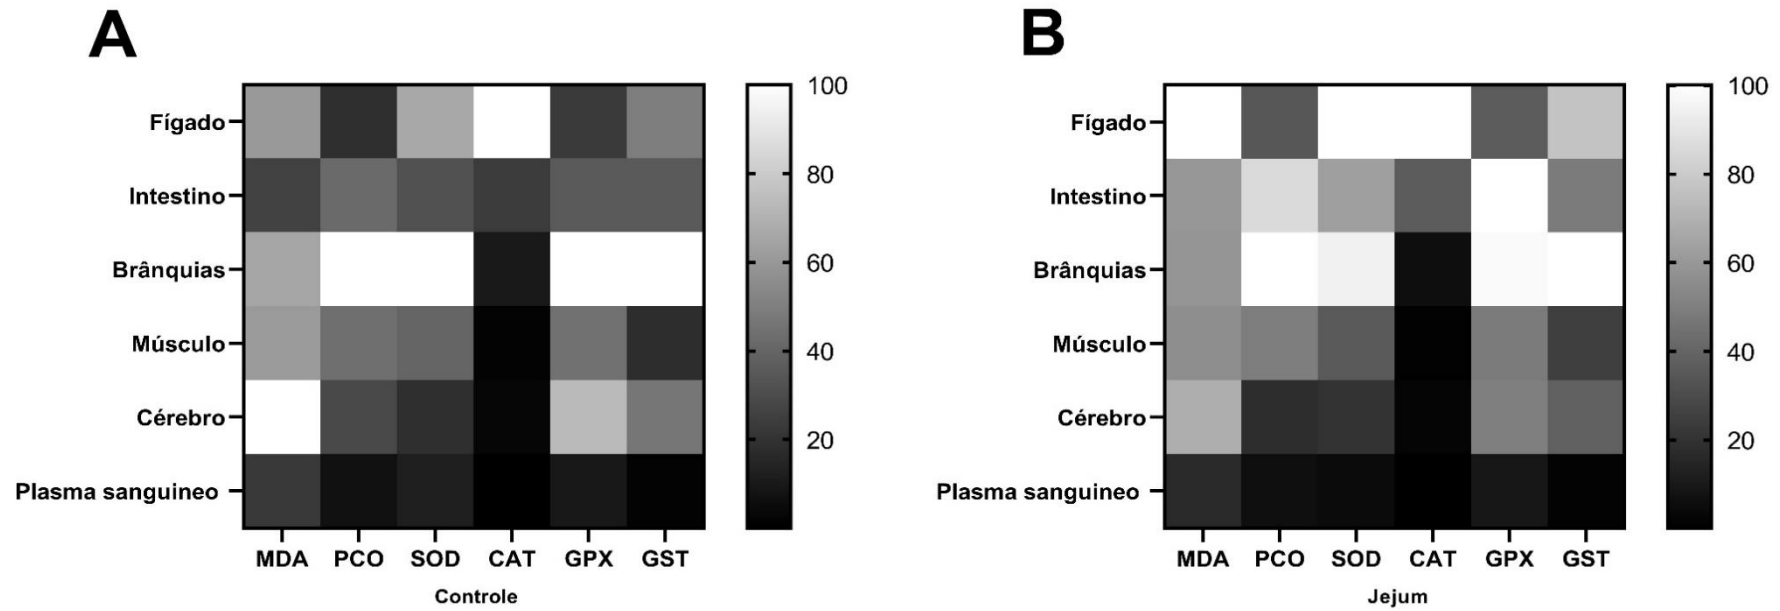 A
Fígado
Intestino
Brânquias
Músculo
Cérebro
Plasma sanguineo
100
80
60
40
20
MDA PCO SOD CAT GPX GST
Controle
B
Fígado
Intestino
Brânquias
Músculo
Cérebro
Plasma sanguineo
100
80
60
40
20
MDA PCO SOD CAT GPX GST
Jejum